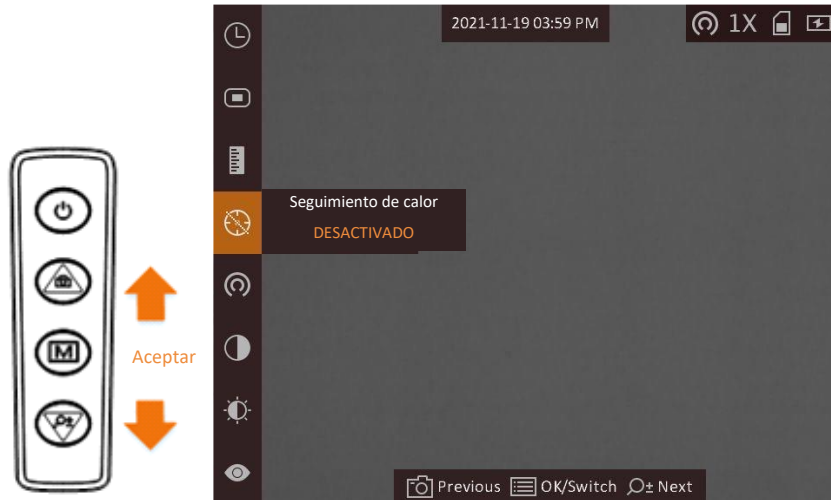 2021-11-19 03:59 PM
1X
Seguimiento de calor
DESACTIVADO
M
Aceptar
Previous OK/Switch ± Next